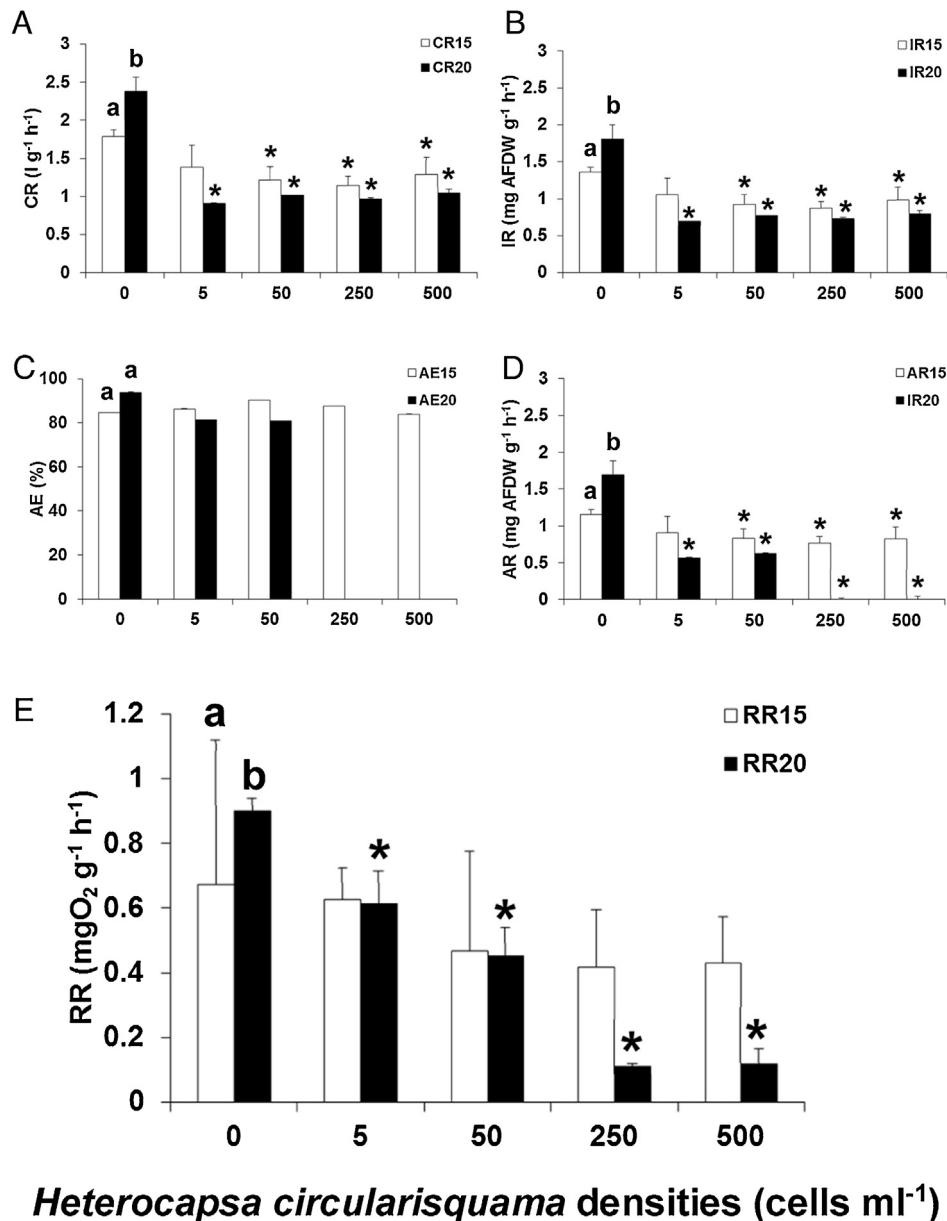 A
CR15
CR20
CR (l g-1 h-1)
3
2.5
2
1.5
1
0.5
0
a
b
*
* *
* *
* *
0 5 50 250 500
B
IR15
IR20
IR (mg AFDW g-1 h-1)
3
2.5
2
1.5
1
0.5
0
a
b
*
* *
* *
* *
0 5 50 250 500
C
AE15
AE20
AE (%)
100
80
60
40
20
0
a
a
0 5 50 250 500
D
AR15
IR20
AR (mg AFDW g-1 h-1)
3
2.5
2
1.5
1
0.5
0
a
b
*
* *
* *
* *
0 5 50 250 500
E
RR15
RR20
RR (mgO2 g-1 h-1)
1.2
1
0.8
0.6
0.4
0.2
0
a
b
*
*
*
*
0 5 50 250 500
Heterocapsa circularisquama densities (cells ml-1)